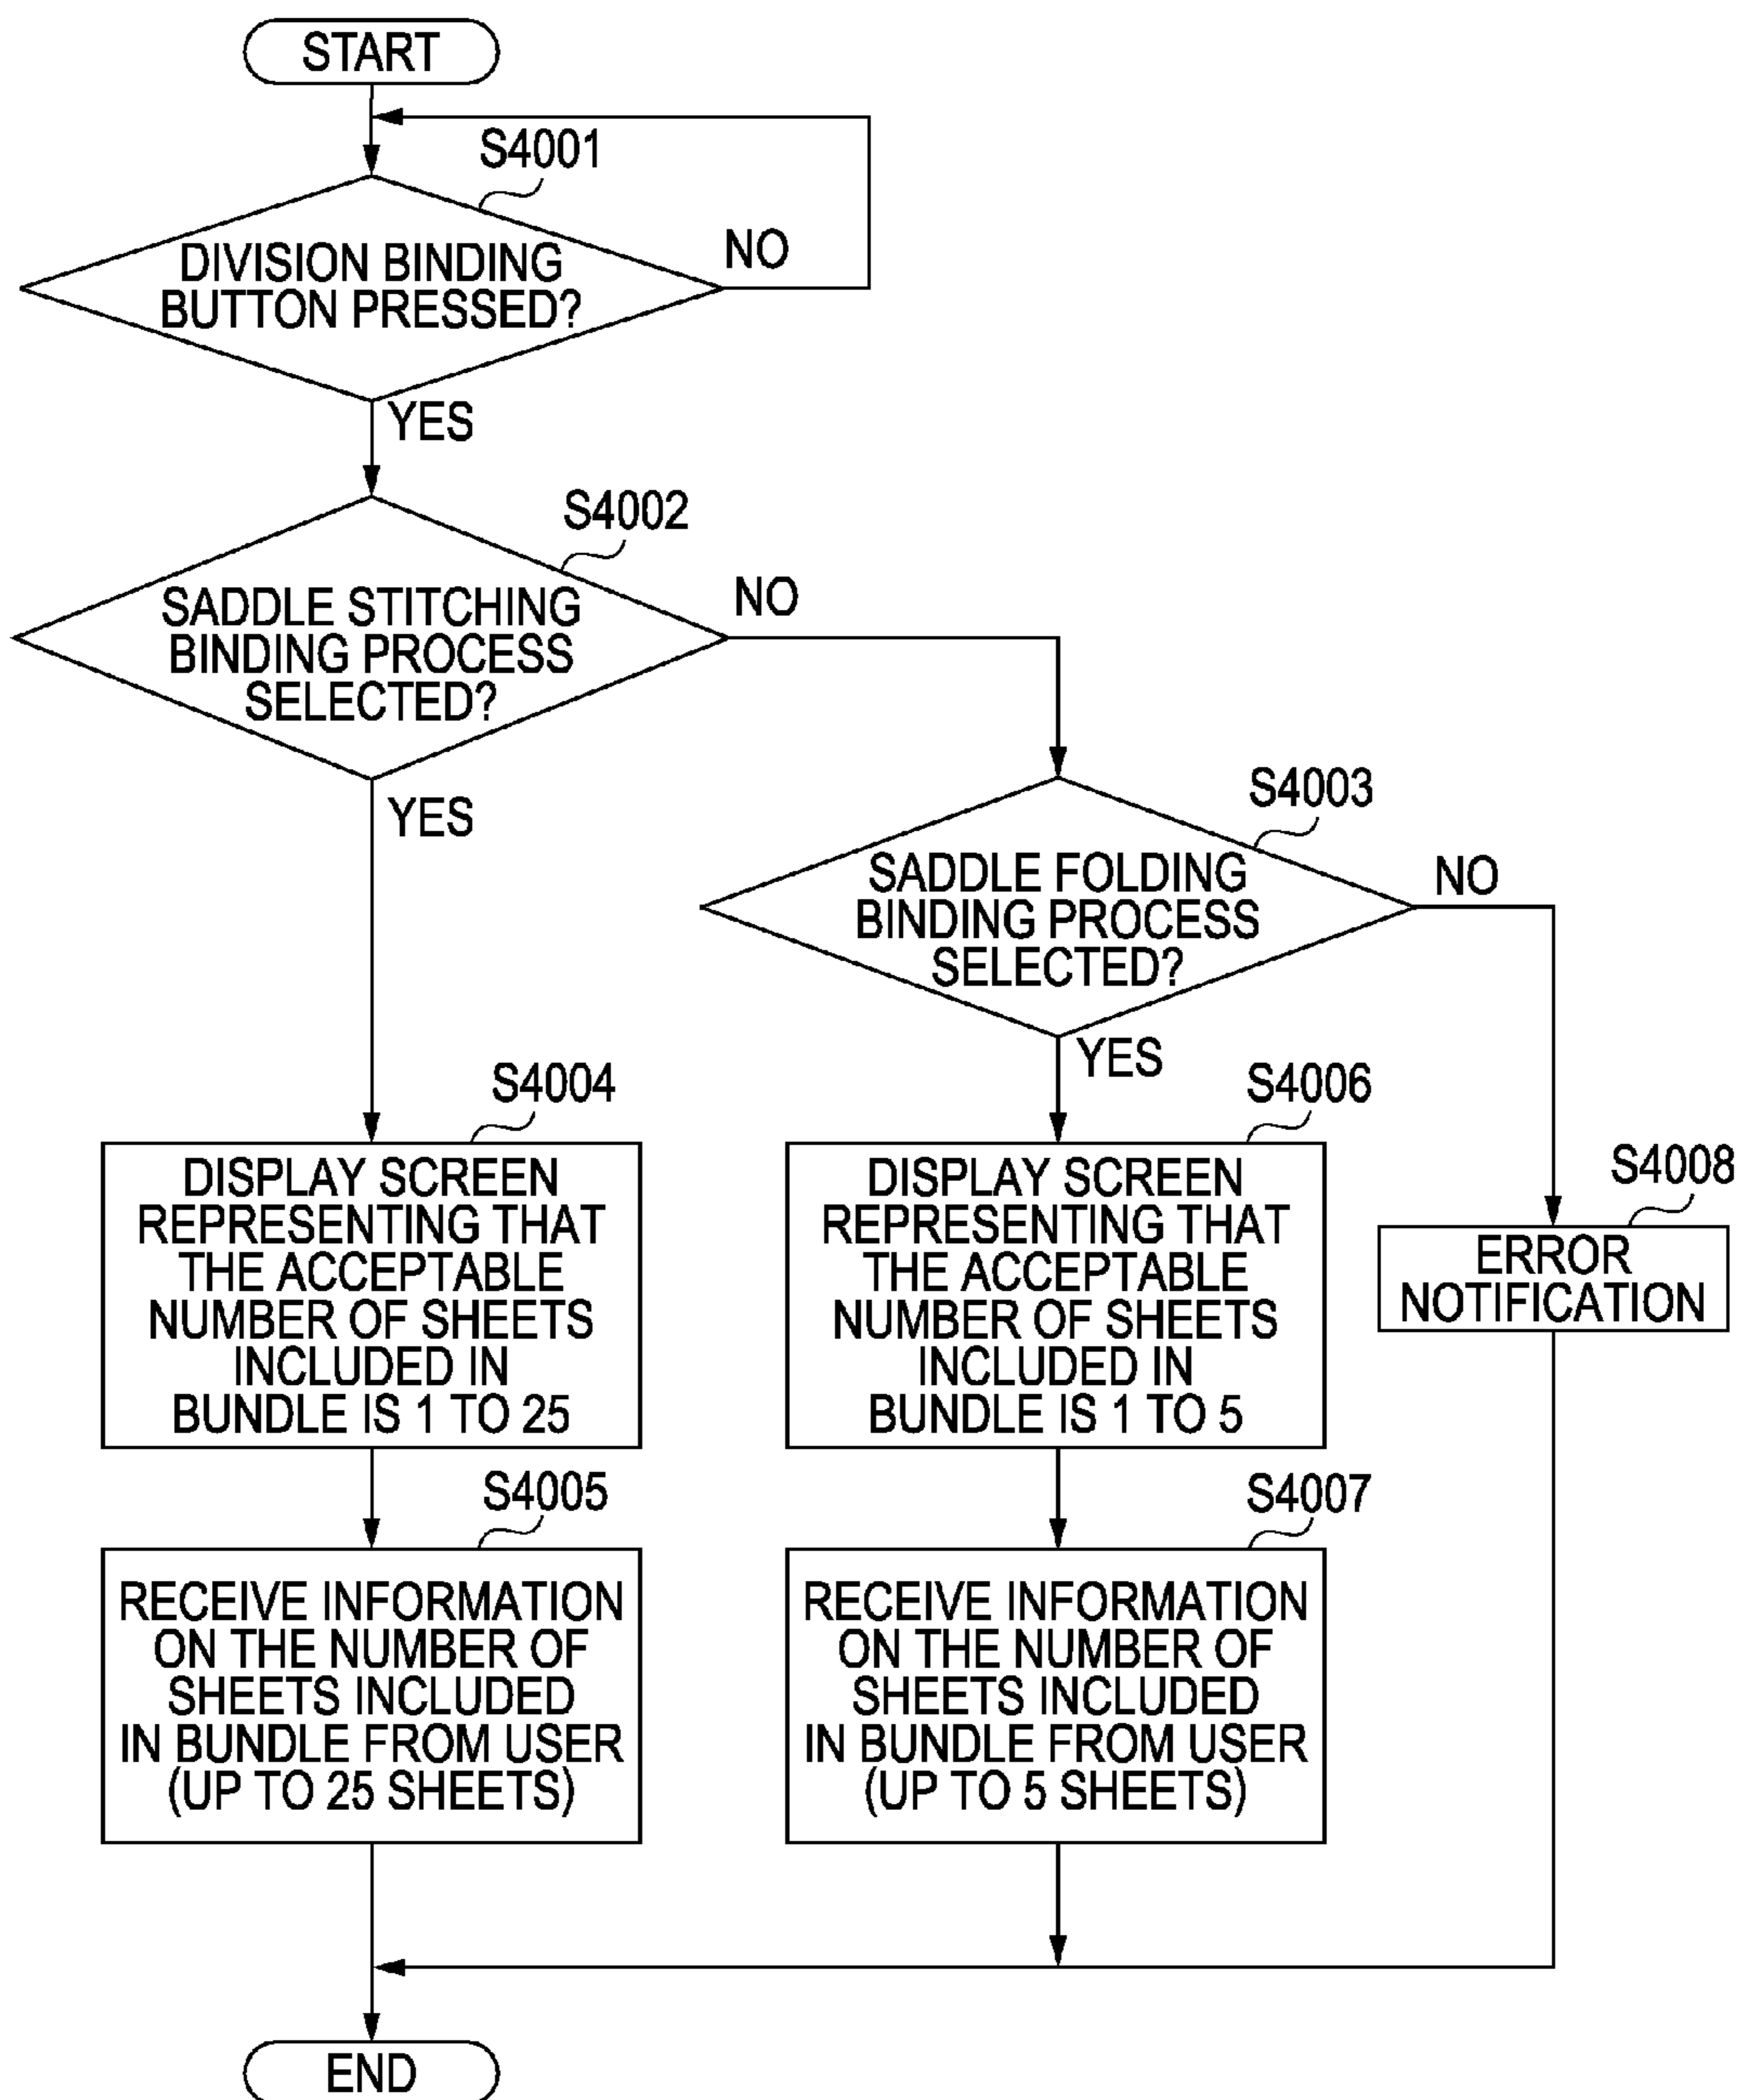 START
S4001
DIVISION BINDING
BUTTON PRESSED?
NO
YES
S4002
SADDLE STITCHING
BINDING PROCESS
SELECTED?
NO
YES
S4003
SADDLE FOLDING
BINDING PROCESS
SELECTED?
NO
YES
S4004
DISPLAY SCREEN
REPRESENTING THAT
THE ACCEPTABLE
NUMBER OF SHEETS
INCLUDED IN
BUNDLE IS 1 TO 25
S4006
DISPLAY SCREEN
REPRESENTING THAT
THE ACCEPTABLE
NUMBER OF SHEETS
INCLUDED IN
BUNDLE IS 1 TO 5
S4008
ERROR
NOTIFICATION
S4005
RECEIVE INFORMATION
ON THE NUMBER OF
SHEETS INCLUDED
IN BUNDLE FROM USER
(UP TO 25 SHEETS)
S4007
RECEIVE INFORMATION
ON THE NUMBER OF
SHEETS INCLUDED
IN BUNDLE FROM USER
(UP TO 5 SHEETS)
END